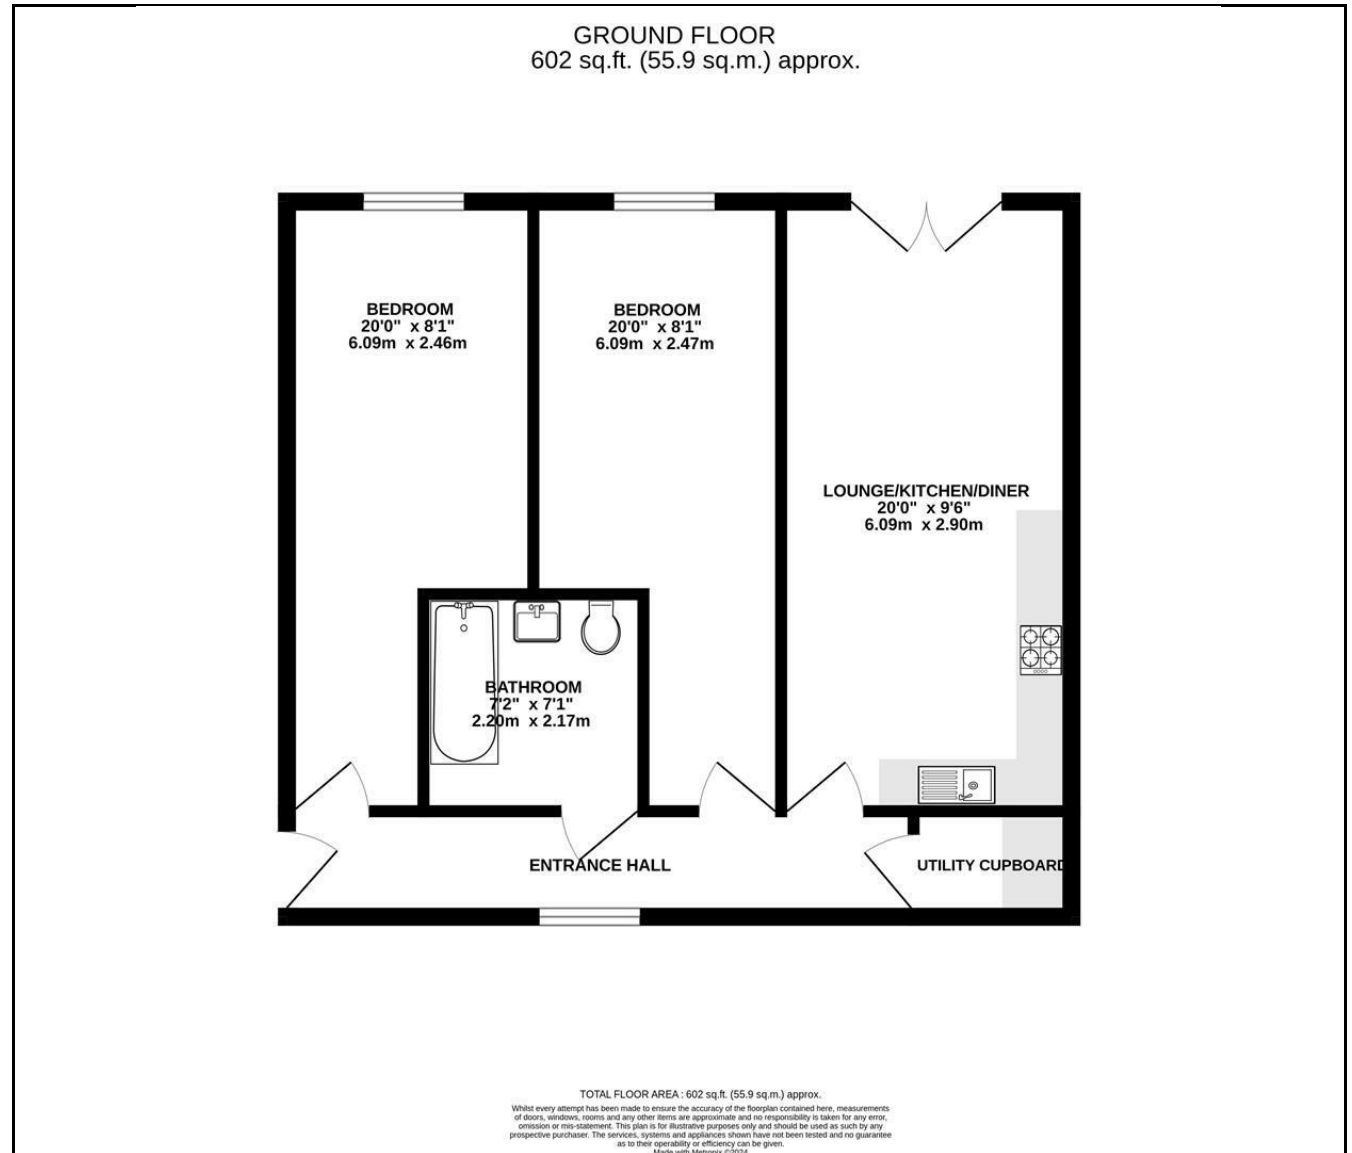 GROUND FLOOR
602 sq.ft. (55.9 sq.m.) approx.
BEDROOM
20'0" x 8'1"
6.09m x 2.46m
BEDROOM
20'0" x 8'1"
6.09m x 2.47m
LOUNGE/KITCHEN/DINER
20'0" x 9'6"
6.09m x 2.90m
BATHROOM
7'2" x 7'1"
2.20m x 2.17m
ENTRANCE HALL
UTILITY CUPBOARD
TOTAL FLOOR AREA : 602 sq.ft. (55.9 sq.m.) approx.
Whilst every attempt has been made to ensure the accuracy of the floorplan contained here, measurements
of doors, windows, rooms and any other items are approximate and no responsibility is taken for any error,
omission or mis-statement. This plan is for illustrative purposes only and should be used as such by any
prospective purchaser. The services, systems and appliances shown have not been tested and no guarantee
as to their operability or efficiency can be given.
Made with Metropix ©2024